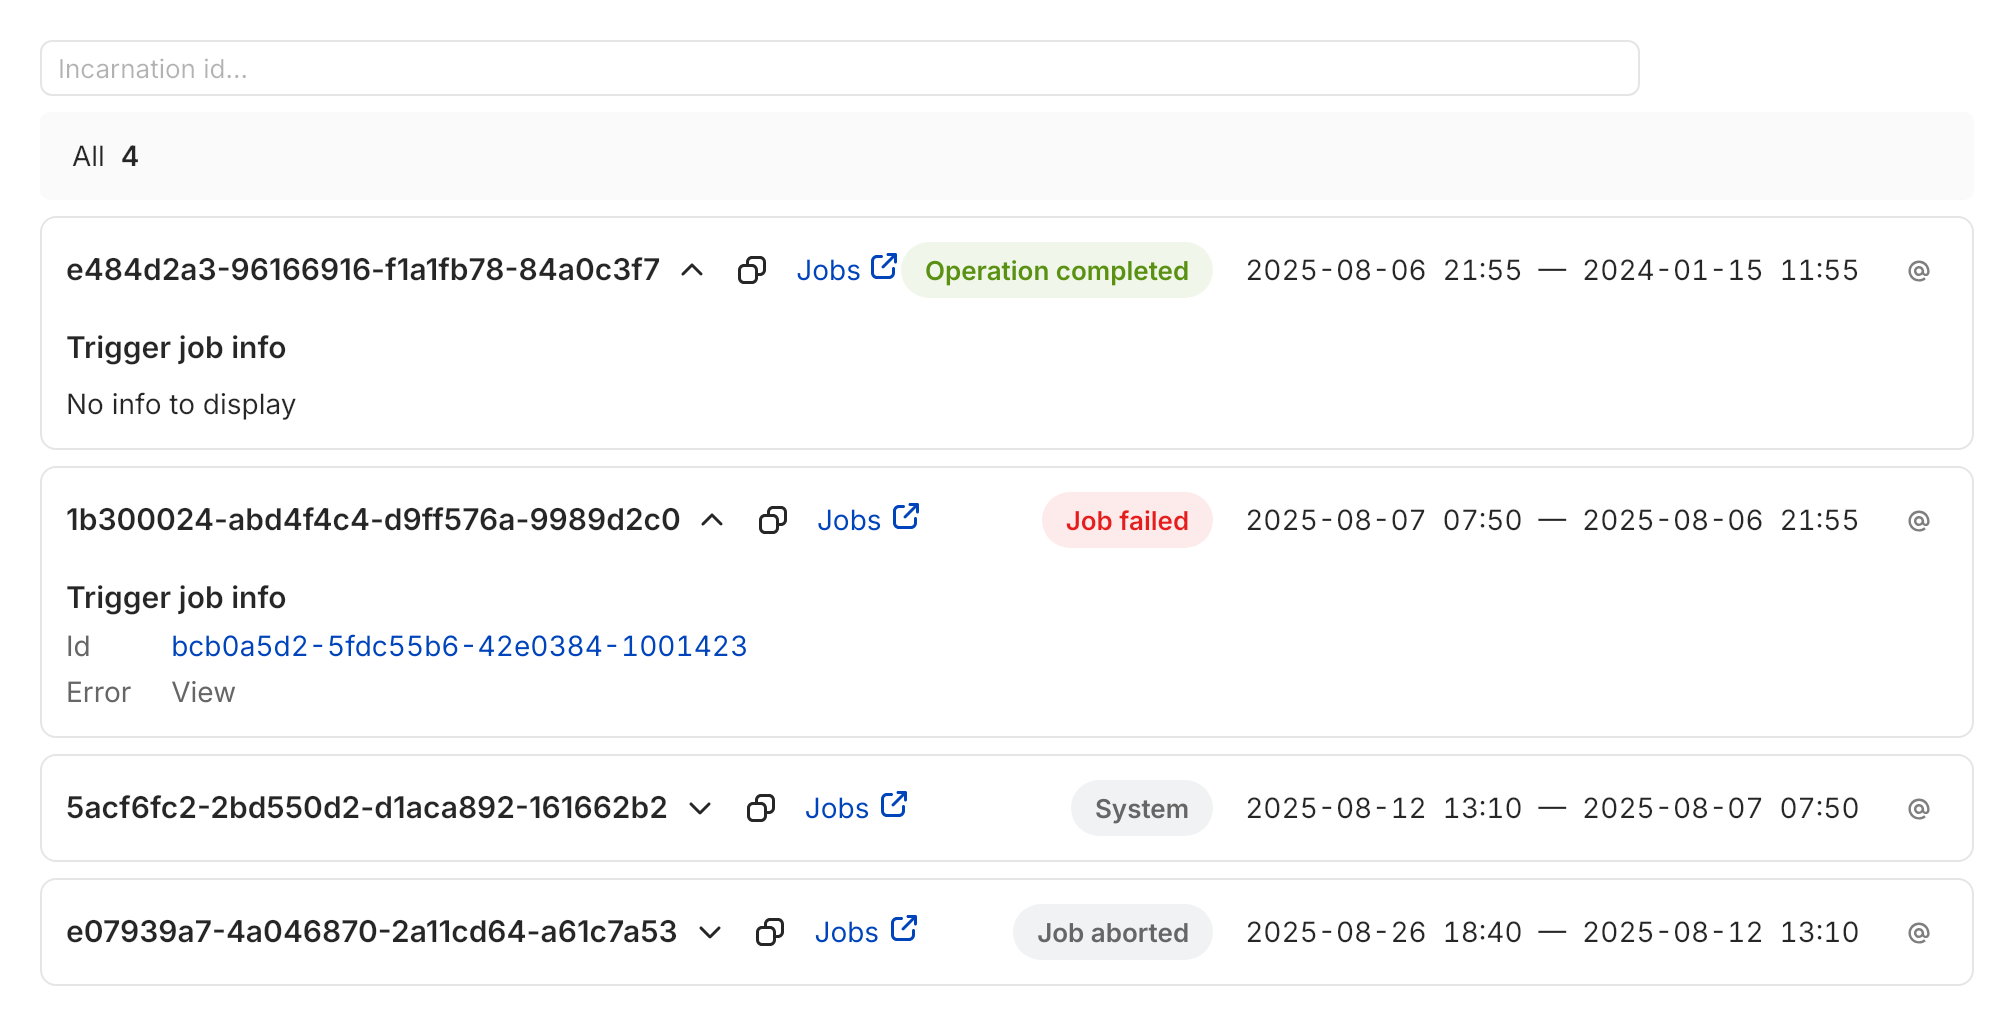 Incarnation id...
All 4
e484d2a3-96166916-f1a1fb78-84a0c3f7 Jobs Operation completed 2025-08-06 21:55 — 2024-01-15 11:55 @
Trigger job info
No info to display
1b300024-abd4f4c4-d9ff576a-9989d2c0 Jobs Job failed 2025-08-07 07:50 — 2025-08-06 21:55 @
Trigger job info
Id bcb0a5d2-5fdc55b6-42e0384-1001423
Error View
5acf6fc2-2bd550d2-d1aca892-161662b2 Jobs System 2025-08-12 13:10 — 2025-08-07 07:50 @
e07939a7-4a046870-2a11cd64-a61c7a53 Jobs Job aborted 2025-08-26 18:40 — 2025-08-12 13:10 @